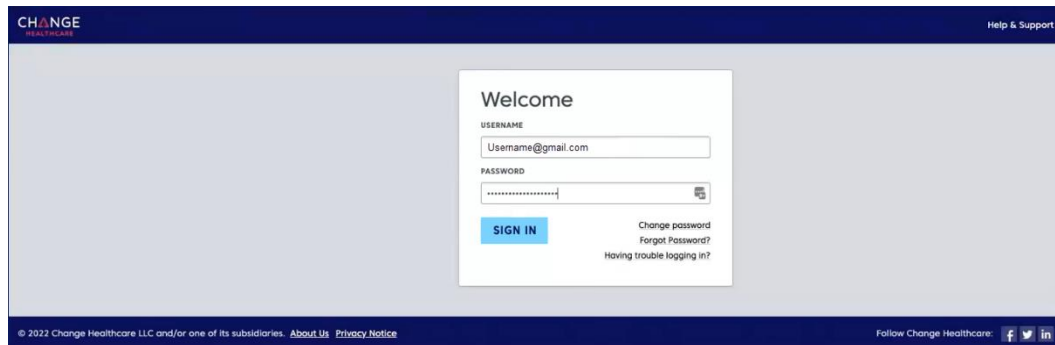 CHANGE
HEALTHCARE
Help & Support
Welcome
USERNAME
Username@gmail.com
PASSWORD
SIGN IN
Change password
Forgot Password?
Having trouble logging in?
© 2022 Change Healthcare LLC and/or one of its subsidiaries. About Us Privacy Notice
Follow Change Healthcare: f in